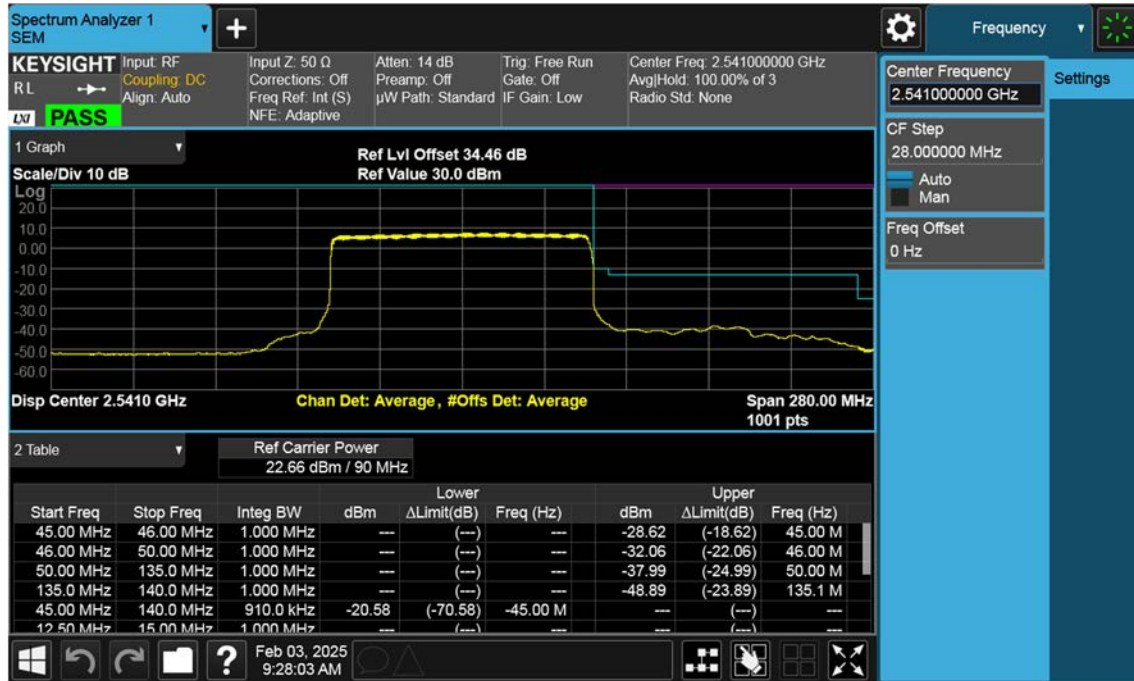 Spectrum Analyzer 1
SEM
Frequency
KEYSIGHT
R L
LXI
PASS
Input: RF
Coupling: DC
Align: Auto
Input Z: 50 Ω
Corrections: Off
Freq Ref: Int (S)
NFE: Adaptive
Atten: 14 dB
Preamp: Off
µW Path: Standard
Trig: Free Run
Gate: Off
IF Gain: Low
Center Freq: 2.541000000 GHz
Avg|Hold: 100.00% of 3
Radio Std: None
Center Frequency
2.541000000 GHz
Settings
CF Step
28.000000 MHz
Auto
Man
Freq Offset
0 Hz
1 Graph
Scale/Div 10 dB
Ref Lvl Offset 34.46 dB
Ref Value 30.0 dBm
Log
20.0
10.0
0.00
-10.0
-20.0
-30.0
-40.0
-50.0
-60.0
Disp Center 2.5410 GHz
Chan Det: Average , #Offs Det: Average
Span 280.00 MHz
1001 pts
2 Table
Ref Carrier Power
22.66 dBm / 90 MHz
Lower Upper
Start Freq Stop Freq Integ BW dBm ΔLimit(dB) Freq (Hz) dBm ΔLimit(dB) Freq (Hz)
45.00 MHz 46.00 MHz 1.000 MHz --- (---) --- -28.62 (-18.62) 45.00 M
46.00 MHz 50.00 MHz 1.000 MHz --- (---) --- -32.06 (-22.06) 46.00 M
50.00 MHz 135.0 MHz 1.000 MHz --- (---) --- -37.99 (-24.99) 50.00 M
135.0 MHz 140.0 MHz 1.000 MHz --- (---) --- -48.89 (-23.89) 135.1 M
45.00 MHz 140.0 MHz 910.0 kHz -20.58 (-70.58) -45.00 M --- (---) ---
12.50 MHz 15.00 MHz 1.000 MHz --- (---) --- --- (---) ---
?
Feb 03, 2025
9:28:03 AM